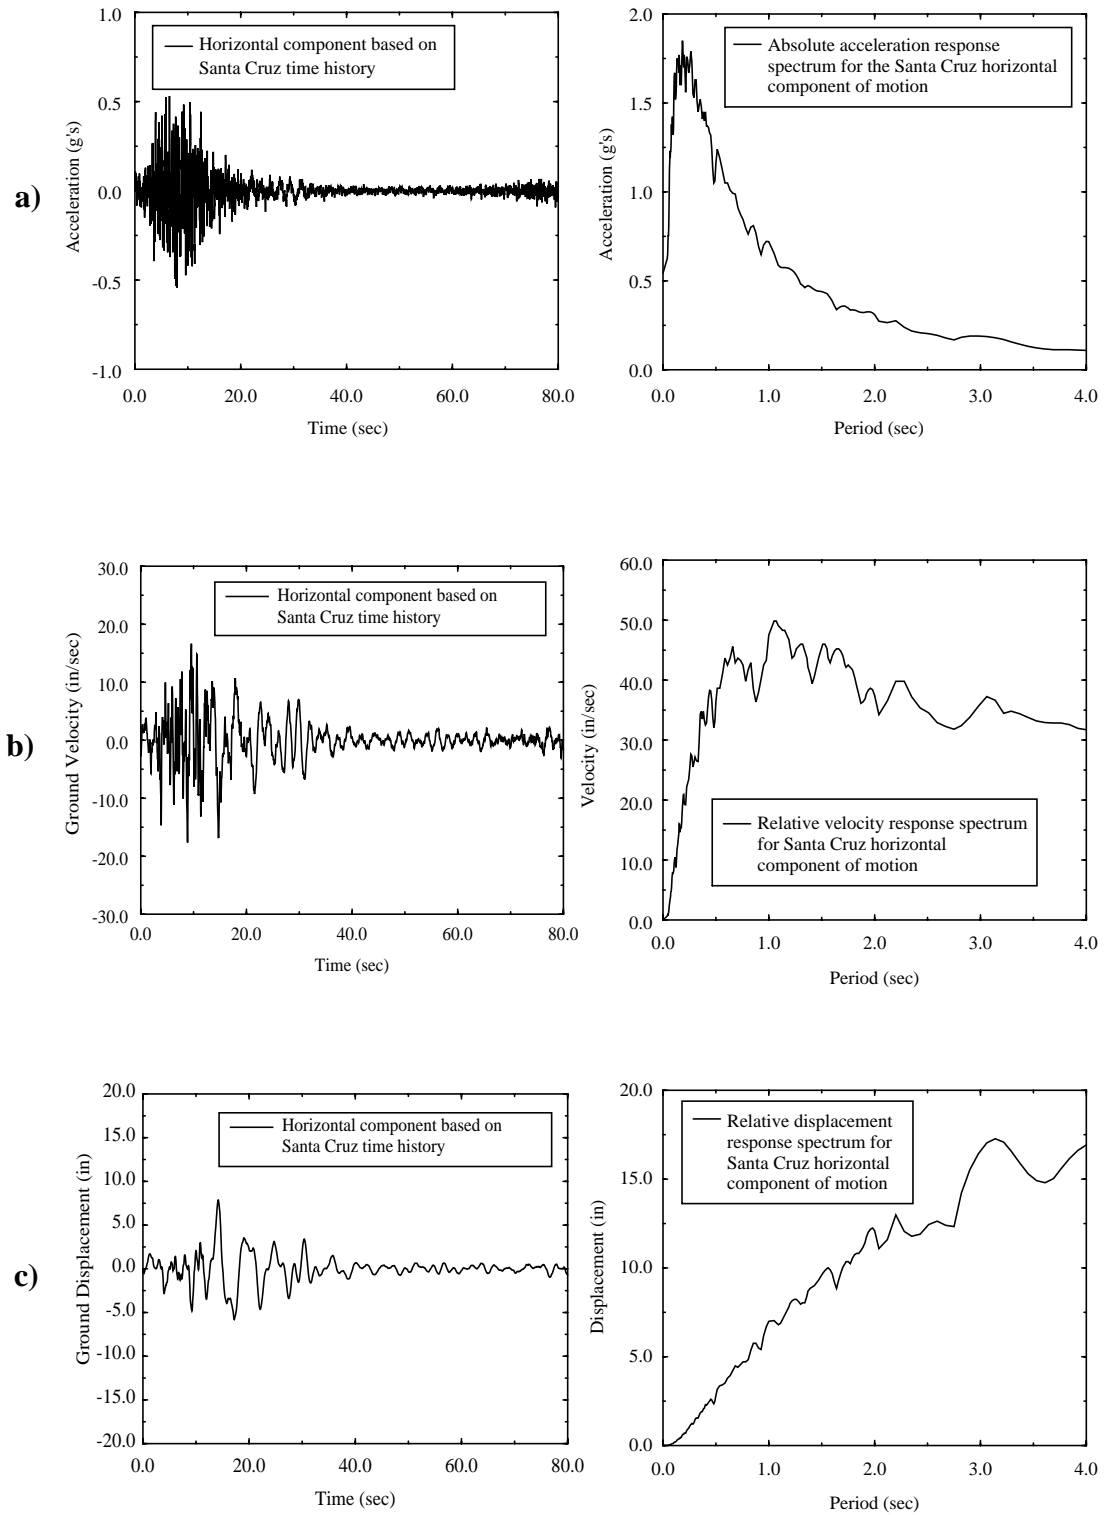 a)
1.0
0.5
0.0
-0.5
-1.0
Acceleration (g's)
Horizontal component based on
Santa Cruz time history
0.0 20.0 40.0 60.0 80.0
Time (sec)
2.0
1.5
1.0
0.5
0.0
Acceleration (g's)
Absolute acceleration response
spectrum for the Santa Cruz horizontal
component of motion
0.0 1.0 2.0 3.0 4.0
Period (sec)
b)
30.0
20.0
10.0
0.0
-10.0
-20.0
-30.0
Ground Velocity (in/sec)
Horizontal component based on
Santa Cruz time history
0.0 20.0 40.0 60.0 80.0
Time (sec)
60.0
50.0
40.0
30.0
20.0
10.0
0.0
Velocity (in/sec)
Relative velocity response spectrum
for Santa Cruz horizontal
component of motion
0.0 1.0 2.0 3.0 4.0
Period (sec)
c)
20.0
15.0
10.0
5.0
0.0
-5.0
-10.0
-15.0
-20.0
Ground Displacement (in)
Horizontal component based on
Santa Cruz time history
0.0 20.0 40.0 60.0 80.0
Time (sec)
20.0
15.0
10.0
5.0
0.0
Displacement (in)
Relative displacement
response spectrum for
Santa Cruz horizontal
component of motion
0.0 1.0 2.0 3.0 4.0
Period (sec)